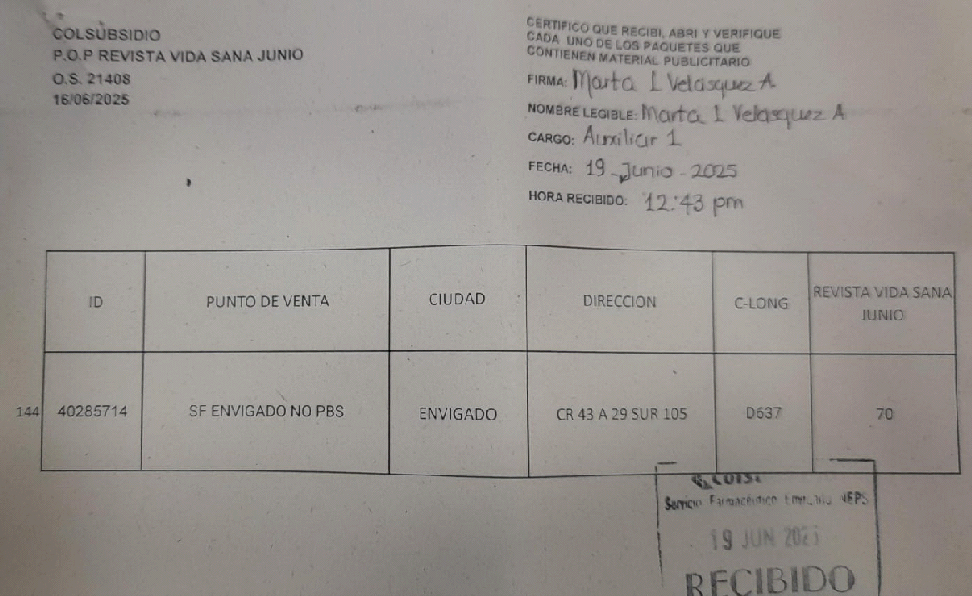 COLSUBSIDIO
P.O.P REVISTA VIDA SANA JUNIO
O.S. 21408
16/06/2025
CERTIFICO QUE RECIBI, ABRI Y VERIFIQUE
CADA UNO DE LOS PAQUETES QUE
CONTIENEN MATERIAL PUBLICITARIO
FIRMA: Marta I Velasquez A
NOMBRE LEGIBLE: Marta I Velasquez A
CARGO: Auxiliar 1
FECHA: 19 - Junio - 2025
HORA RECIBIDO: 12:43 pm
ID PUNTO DE VENTA CIUDAD DIRECCION C-LONG REVISTA VIDA SANA JUNIO
144 40285714 SF ENVIGADO NO PBS ENVIGADO CR 43 A 29 SUR 105 D637 70
Servicio Farmacéutico
19 JUN 2025
RECIBIDO